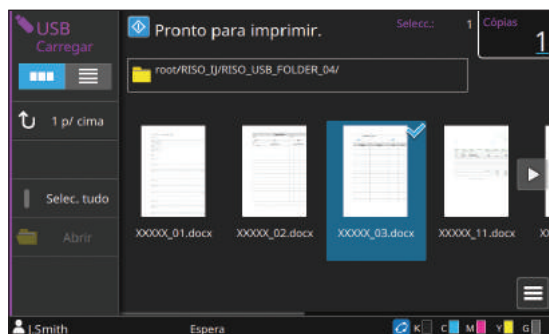 USB
Carregar
Pronto para imprimir.
Selecc.: 1
Cópias
1
root/RISO_IJ/RISO_USB_FOLDER_04/
1 p/ cima
Selec. tudo
Abrir
XXXXX_01.docx
XXXXX_02.docx
XXXXX_03.docx
XXXXX_11.docx
J.Smith
Espera
K C M Y G